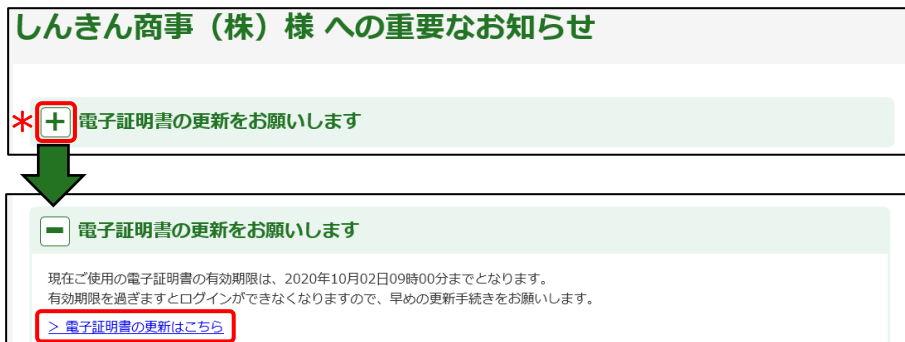 しんきん商事（株）様 への重要なお知らせ
* + 電子証明書の更新をお願いします
− 電子証明書の更新をお願いします
現在ご使用の電子証明書の有効期限は、2020年10月02日09時00分までとなります。
有効期限を過ぎますとログインができなくなりますので、早めの更新手続きをお願いします。
> 電子証明書の更新はこちら